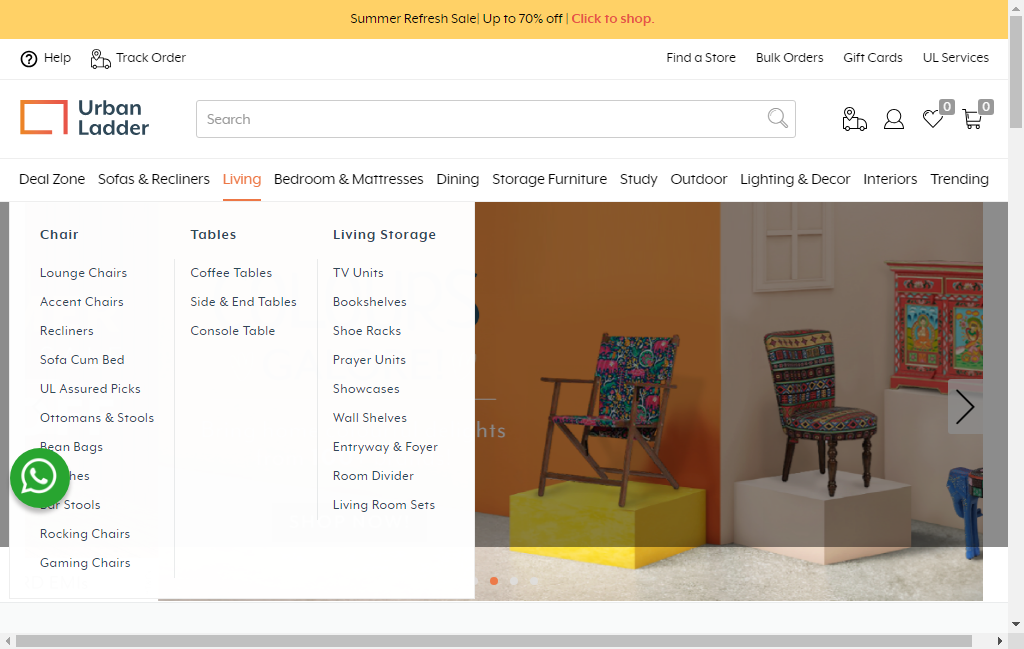 Summer Refresh Sale| Up to 70% off | Click to shop.
Help
Track Order
Find a Store
Bulk Orders
Gift Cards
UL Services
Urban
Ladder
Search
0
0
Deal Zone
Sofas & Recliners
Living
Bedroom & Mattresses
Dining
Storage Furniture
Study
Outdoor
Lighting & Decor
Interiors
Trending
Chair
Lounge Chairs
Accent Chairs
Recliners
Sofa Cum Bed
UL Assured Picks
Ottomans & Stools
Bean Bags
Bar Stools
Rocking Chairs
Gaming Chairs
Tables
Coffee Tables
Side & End Tables
Console Table
Living Storage
TV Units
Bookshelves
Shoe Racks
Prayer Units
Showcases
Wall Shelves
Entryway & Foyer
Room Divider
Living Room Sets